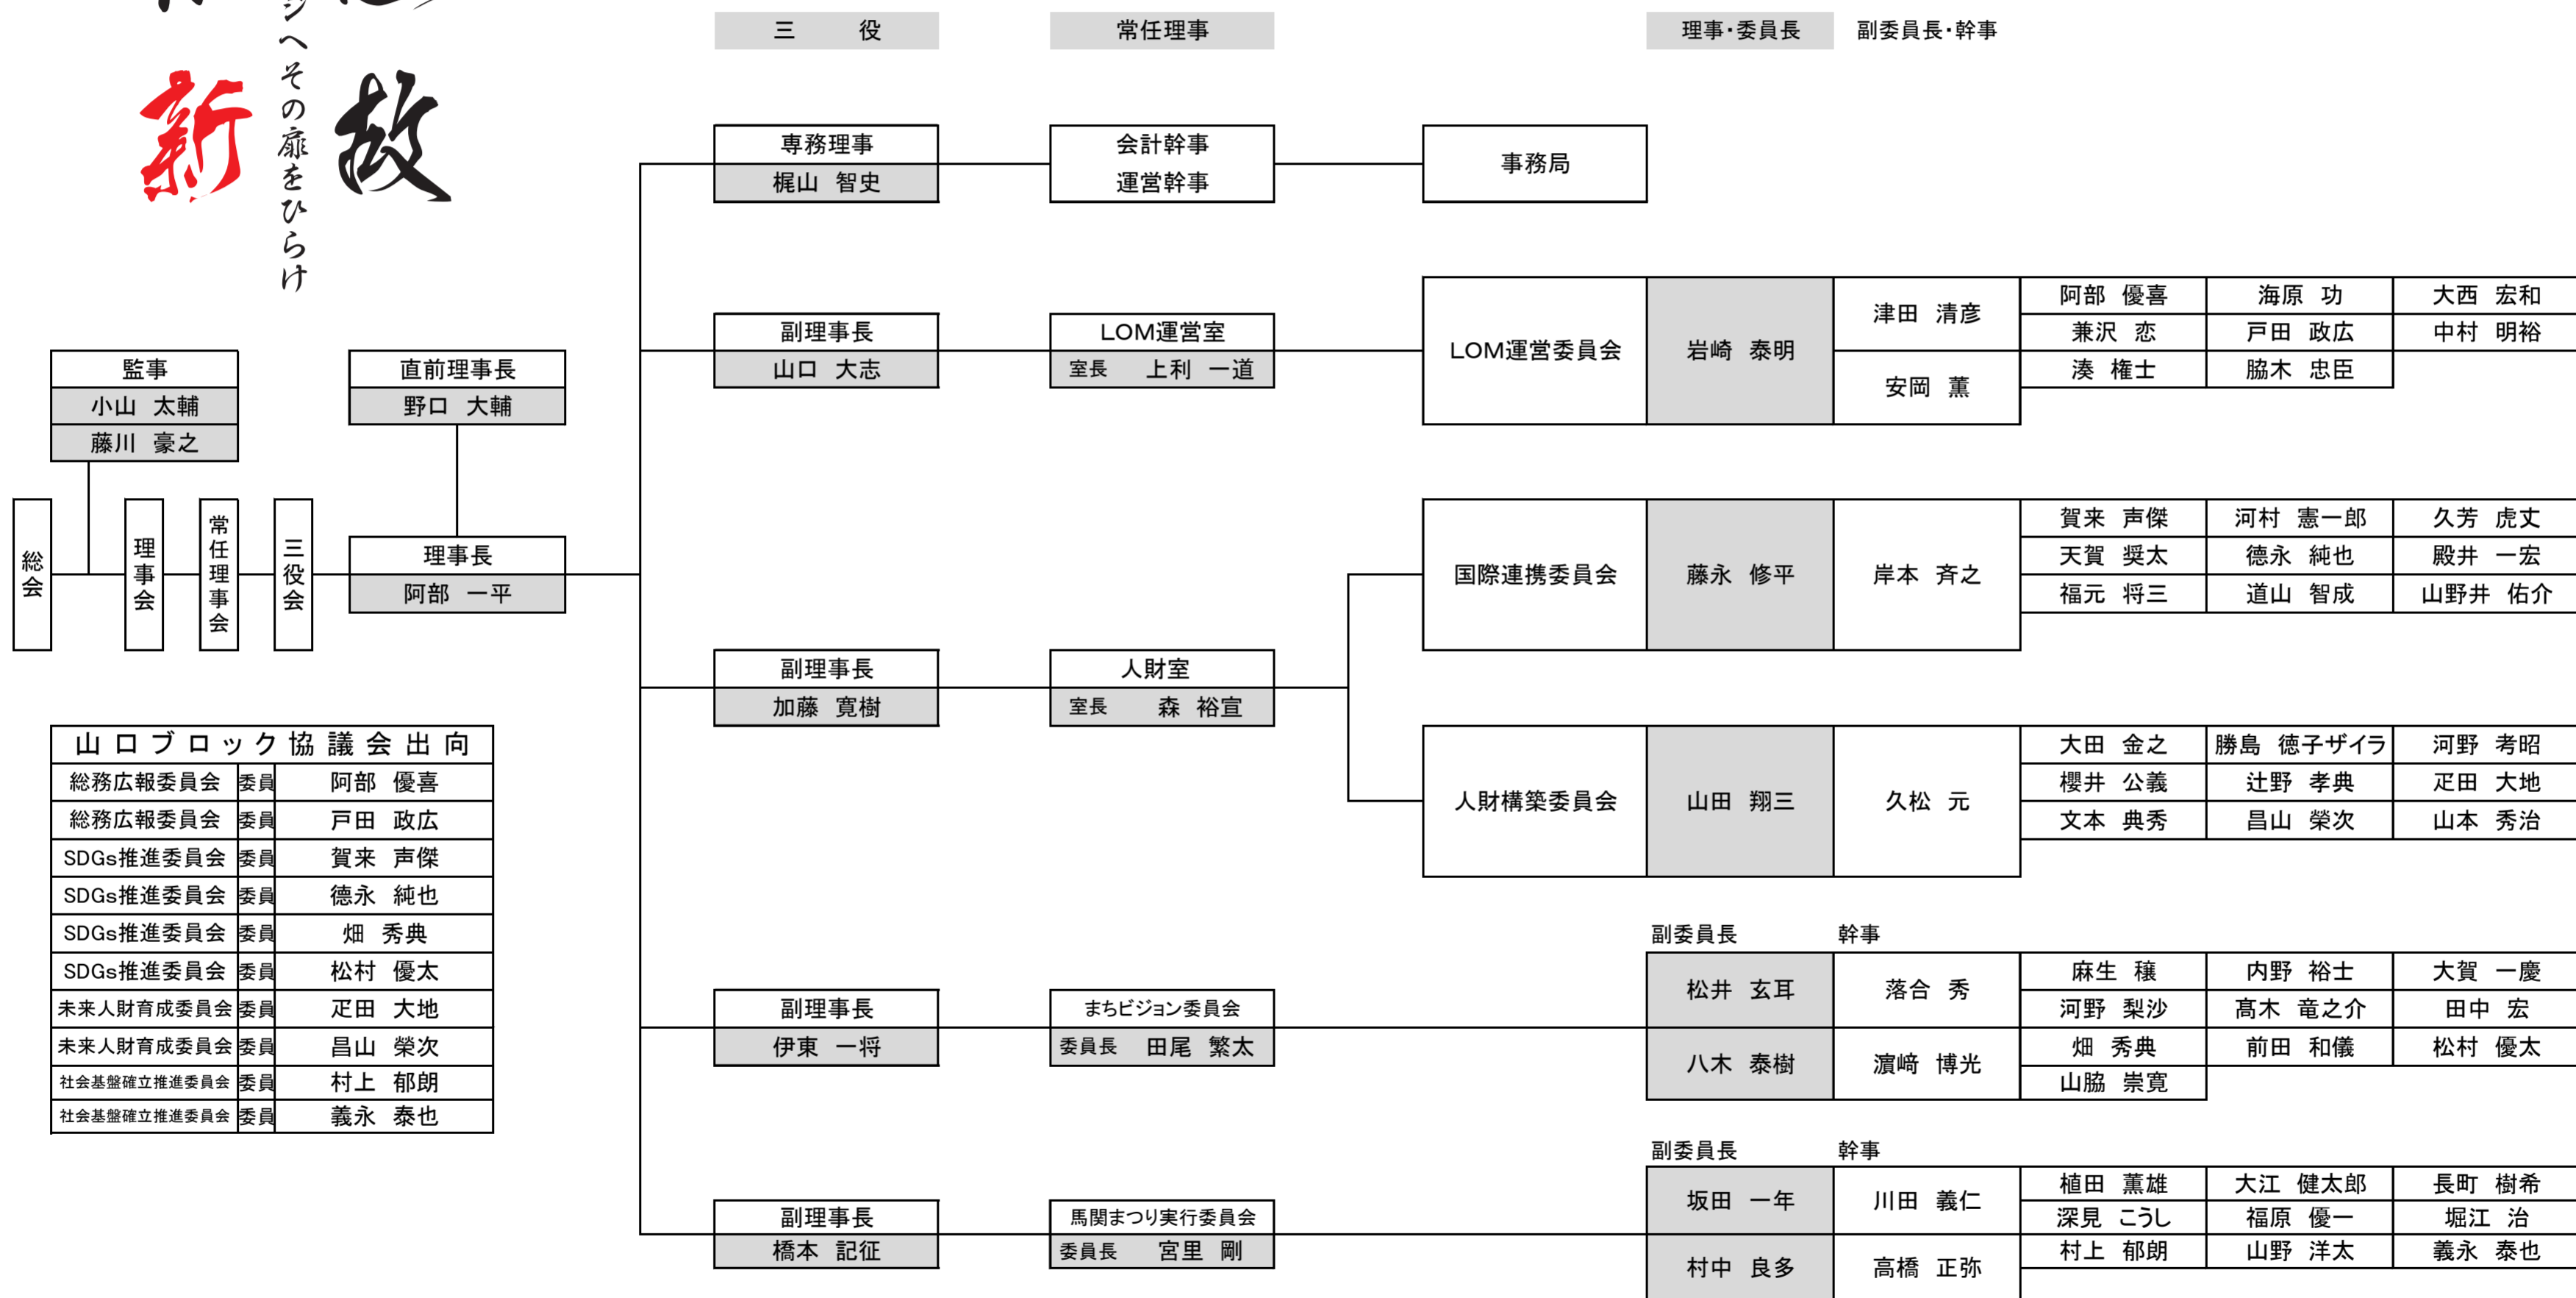 ジへその扉をひらけ
故
新
三 役
常任理事
理事・委員長
副委員長・幹事
専務理事
梶山 智史
会計幹事
運営幹事
事務局
副理事長
山口 大志
LOM運営室
室長 上利 一道
LOM運営委員会
岩崎 泰明
津田 清彦
安岡 薫
阿部 優喜 海原 功 大西 宏和
兼沢 恋 戸田 政広 中村 明裕
湊 権士 脇木 忠臣
監事
小山 太輔
藤川 豪之
直前理事長
野口 大輔
総会
理事会
常任理事会
三役会
理事長
阿部 一平
副理事長
加藤 寛樹
人財室
室長 森 裕宣
国際連携委員会
藤永 修平
岸本 斉之
賀来 声傑 河村 憲一郎 久芳 虎丈
天賀 奨太 德永 純也 殿井 一宏
福元 将三 道山 智成 山野井 佑介
人財構築委員会
山田 翔三
久松 元
大田 金之 勝島 徳子ザイラ 河野 考昭
櫻井 公義 辻野 孝典 疋田 大地
文本 典秀 昌山 榮次 山本 秀治
山口ブロック協議会出向
総務広報委員会 委員 阿部 優喜
総務広報委員会 委員 戸田 政広
SDGs推進委員会 委員 賀来 声傑
SDGs推進委員会 委員 德永 純也
SDGs推進委員会 委員 畑 秀典
SDGs推進委員会 委員 松村 優太
未来人財育成委員会 委員 疋田 大地
未来人財育成委員会 委員 昌山 榮次
社会基盤確立推進委員会 委員 村上 郁朗
社会基盤確立推進委員会 委員 義永 泰也
副理事長
伊東 一将
まちビジョン委員会
委員長 田尾 繁太
副委員長 幹事
松井 玄耳 落合 秀
八木 泰樹 濵﨑 博光
麻生 穣 内野 裕士 大賀 一慶
河野 梨沙 髙木 竜之介 田中 宏
畑 秀典 前田 和儀 松村 優太
山脇 崇寛
副理事長
橋本 記征
馬関まつり実行委員会
委員長 宮里 剛
副委員長 幹事
坂田 一年 川田 義仁
村中 良多 高橋 正弥
植田 薫雄 大江 健太郎 長町 樹希
深見 こうし 福原 優一 堀江 治
村上 郁朗 山野 洋太 義永 泰也